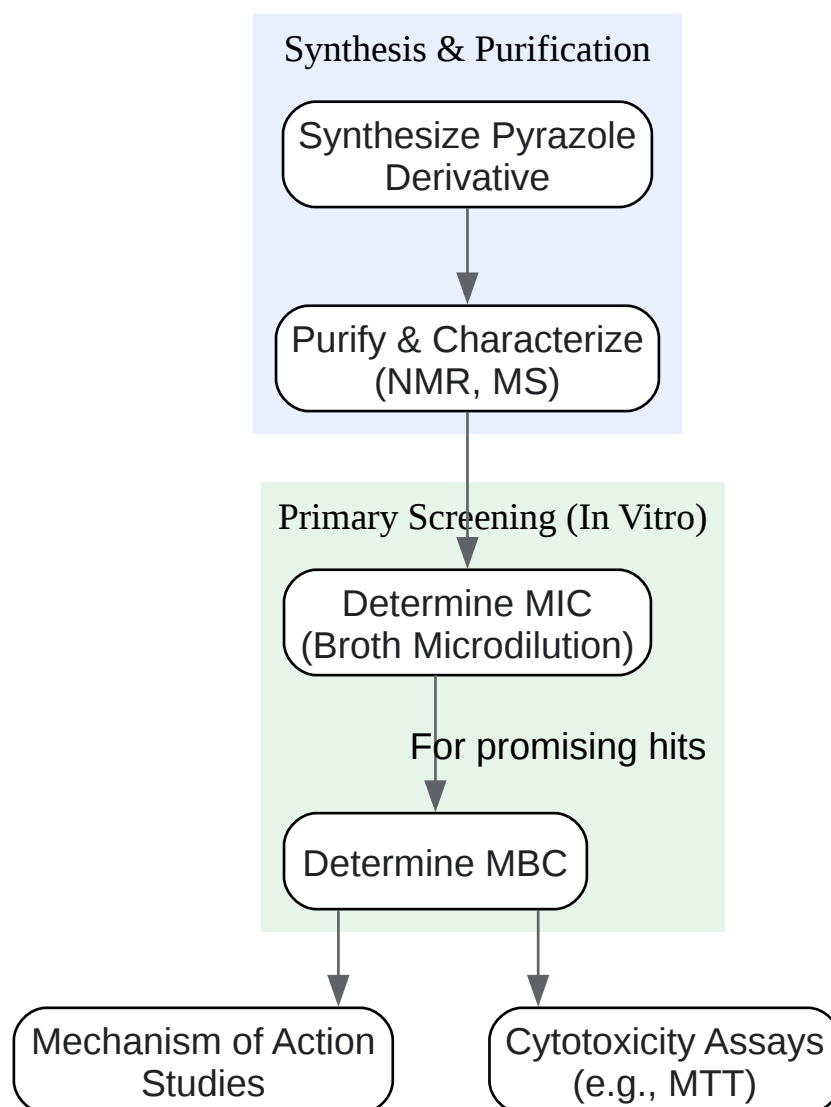 Synthesis & Purification
Synthesize Pyrazole
Derivative
Purify & Characterize
(NMR, MS)
Primary Screening (In Vitro)
Determine MIC
(Broth Microdilution)
For promising hits
Determine MBC
Mechanism of Action
Studies
Cytotoxicity Assays
(e.g., MTT)